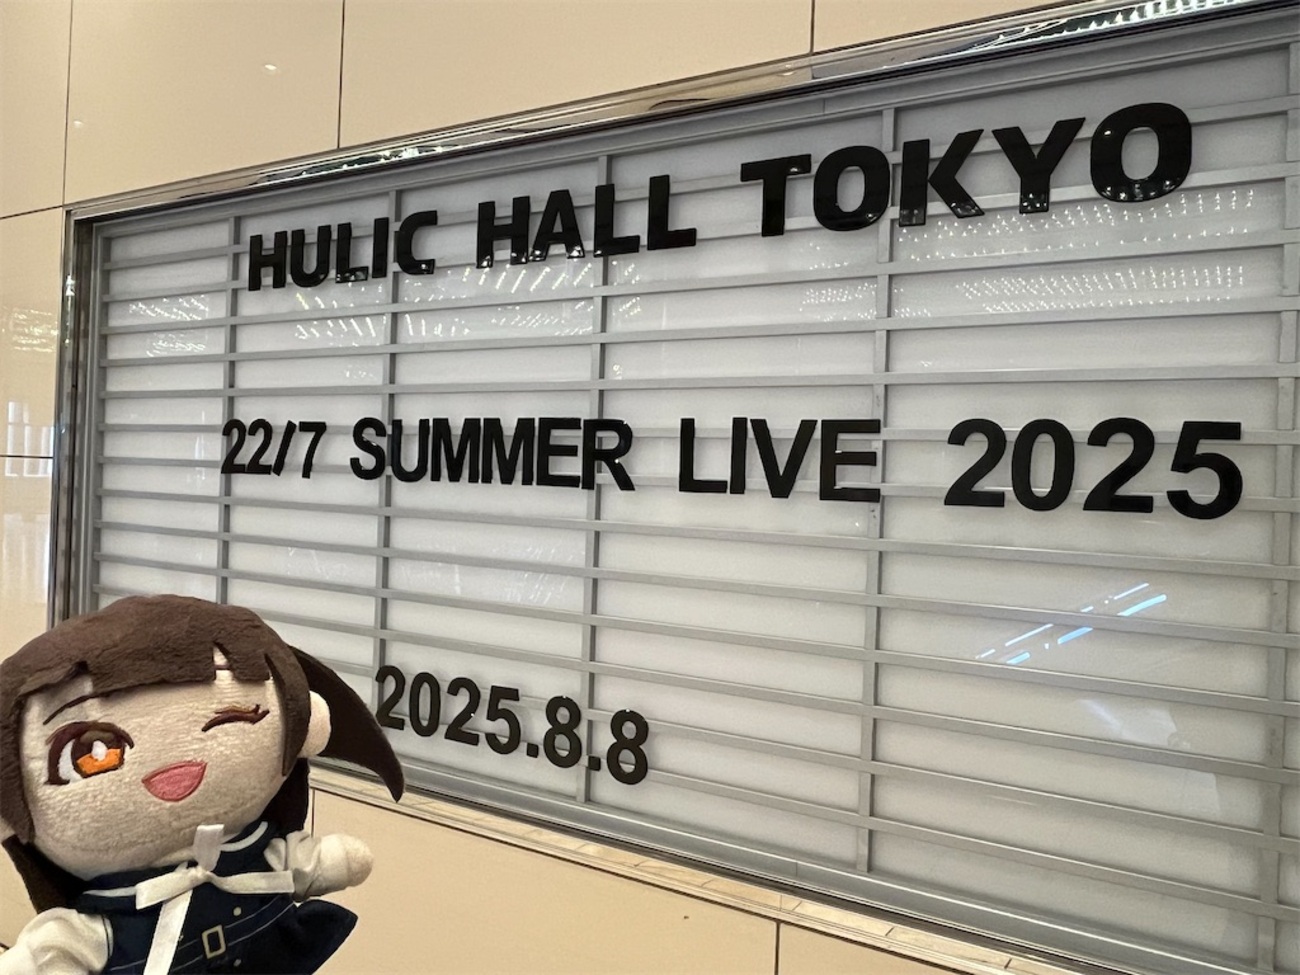 HULIC HALL TOKYO
22/7 SUMMER LIVE 2025
2025.8.8